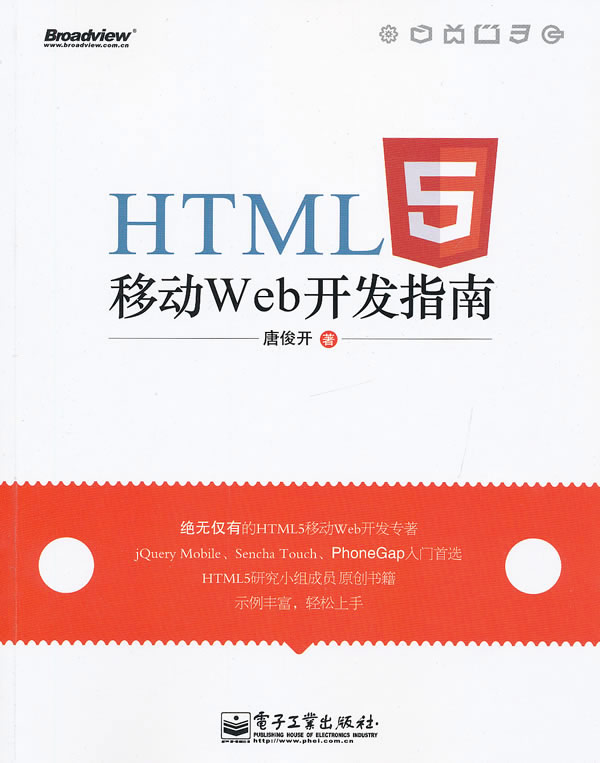 Broadview®
www.broadview.com.cn
HTML5
移动Web开发指南
唐俊开 著
绝无仅有的HTML5移动Web开发专著
jQuery Mobile、Sencha Touch、PhoneGap入门首选
HTML5研究小组成员 原创书籍
示例丰富，轻松上手
電子工業出版社·
PUBLISHING HOUSE OF ELECTRONICS INDUSTRY
http://www.phei.com.cn